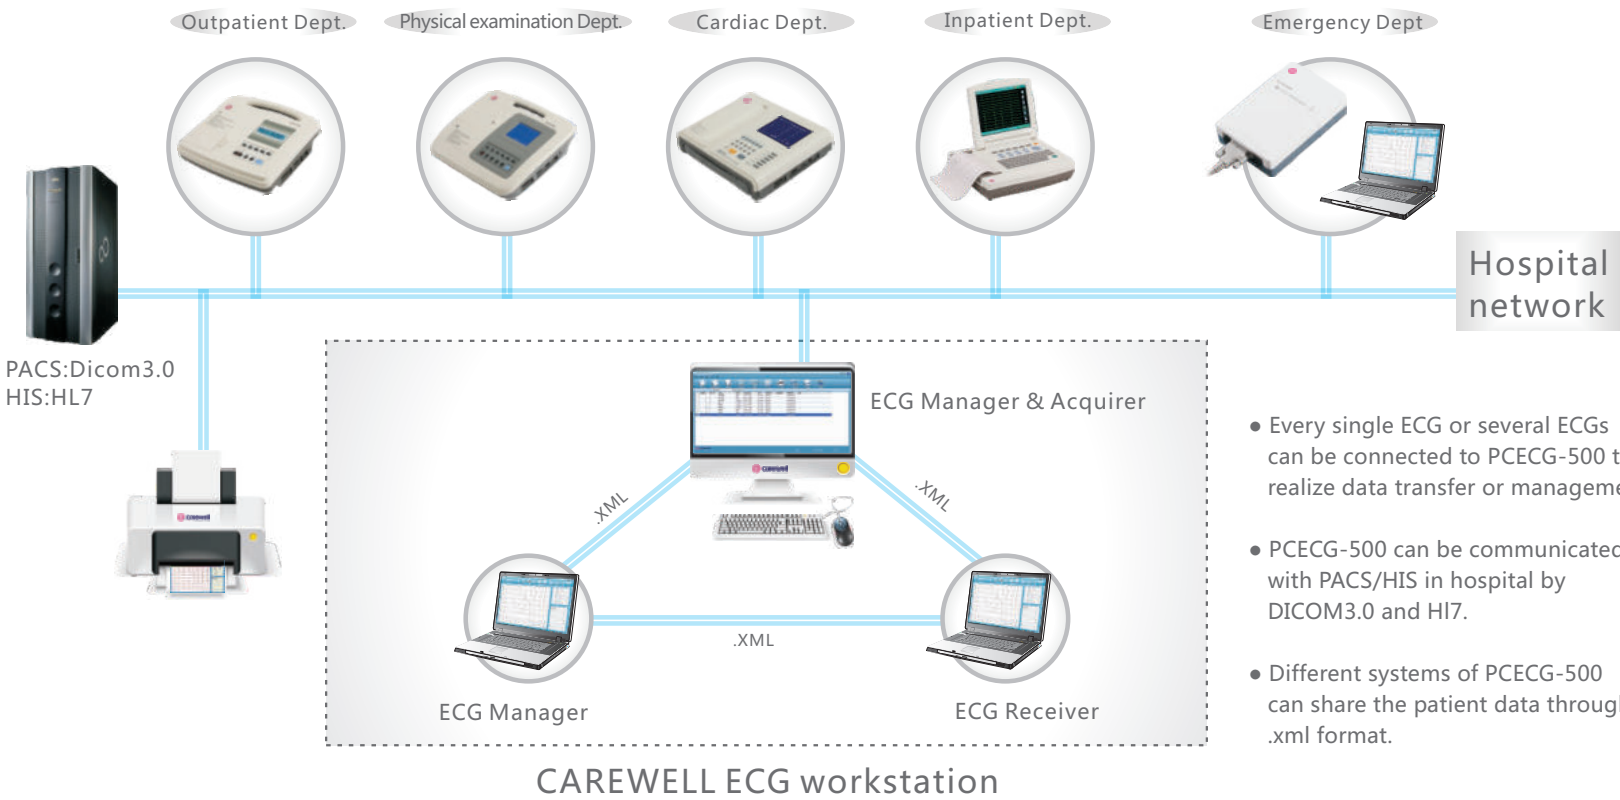 Outpatient Dept.
Physical examination Dept.
Cardiac Dept.
Inpatient Dept.
Emergency Dept
Hospital
network
PACS:Dicom3.0
HIS:HL7
ECG Manager & Acquirer
carewell
carewell
.XML
.XML
.XML
ECG Manager
ECG Receiver
● Every single ECG or several ECGs
can be connected to PCECG-500 t
realize data transfer or manageme
● PCECG-500 can be communicated
with PACS/HIS in hospital by
DICOM3.0 and Hl7.
● Different systems of PCECG-500
can share the patient data through
.xml format.
CAREWELL ECG workstation